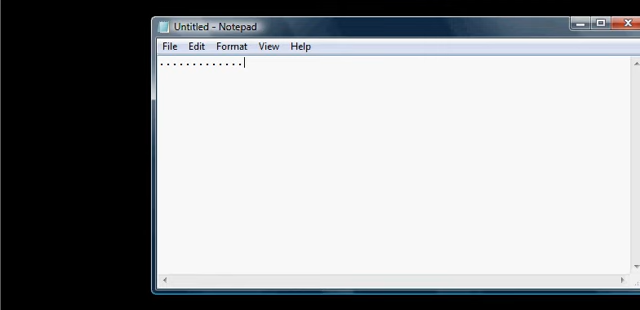 Untitled - Notepad
File Edit Format View Help
.............